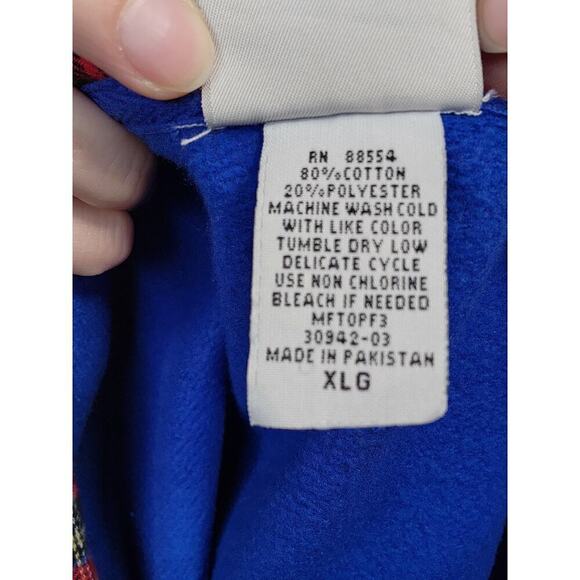 RN 88554
80% COTTON
20% POLYESTER
MACHINE WASH COLD
WITH LIKE COLOR
TUMBLE DRY LOW
DELICATE CYCLE
USE NON CHLORINE
BLEACH IF NEEDED
MFTOPF3
30942-03
MADE IN PAKISTAN
XLG